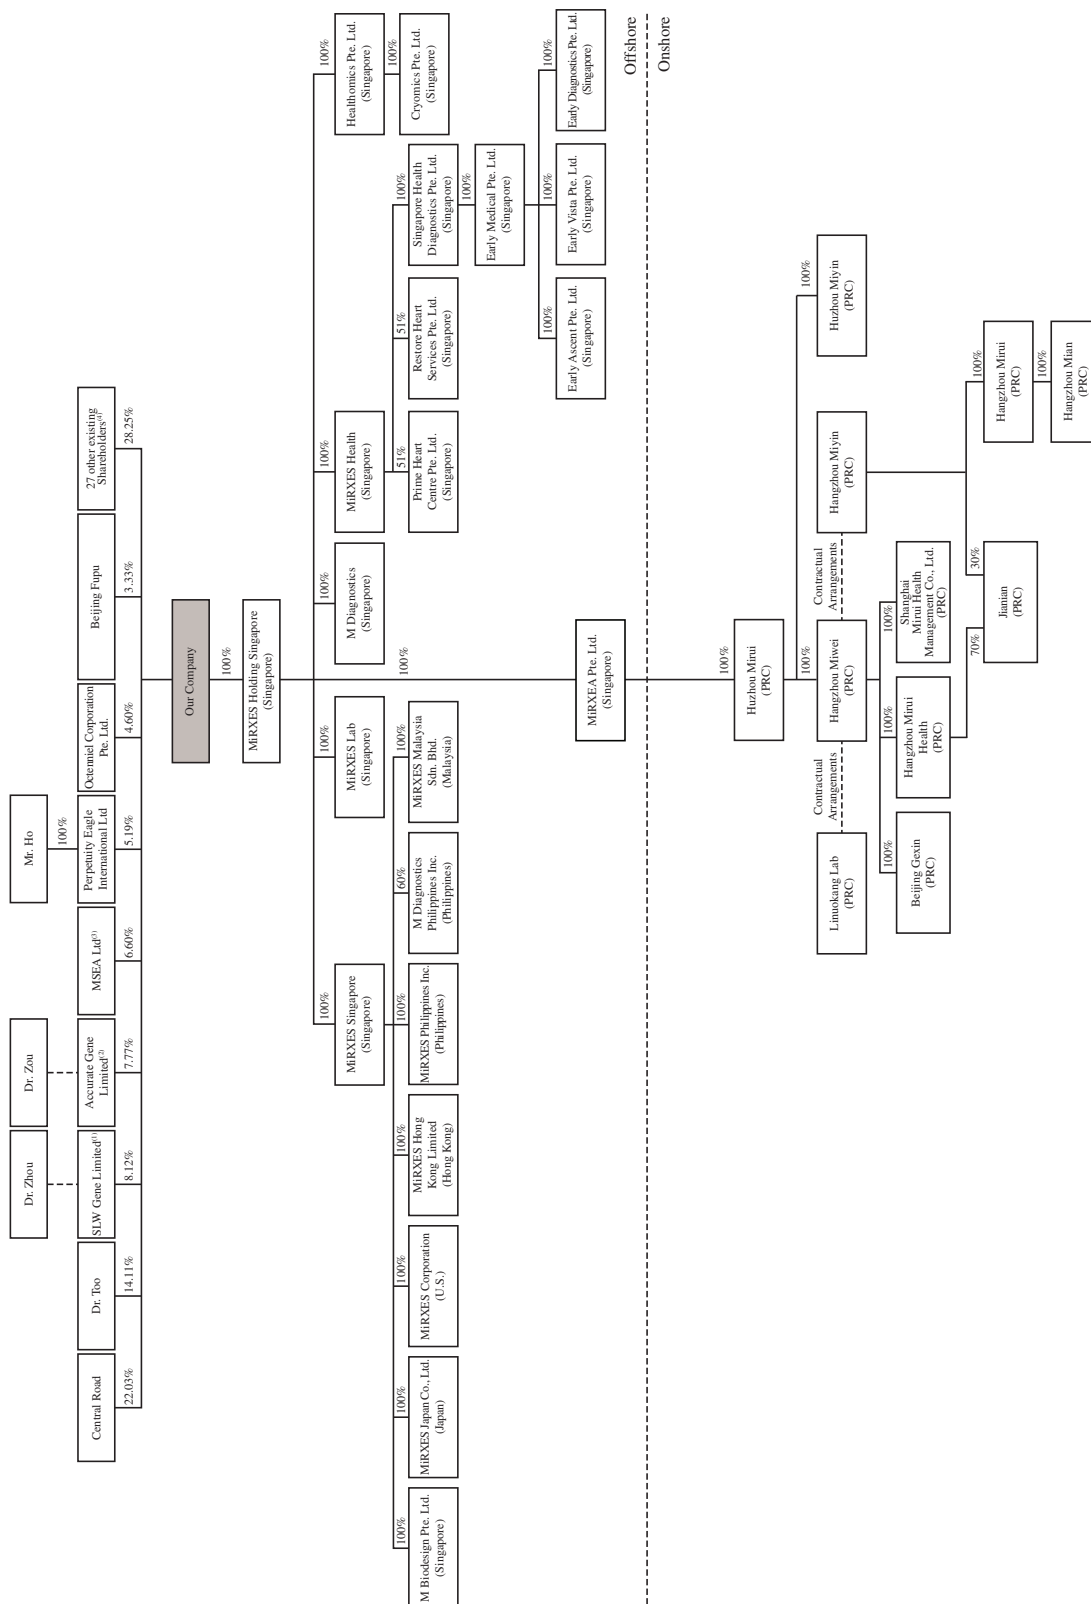 Mr. Ho
Dr. Zou
Dr. Zhou
100%
Central Road
Dr. Too
SLW Gene Limited(1)
Accurate Gene
Limited(2)
MSEA Ltd(3)
Perpetuity Eagle
International Ltd
Octenniel Corporation
Pte. Ltd.
Beijing Fupu
27 other existing
Shareholders(4)
22.03%
14.11%
8.12%
7.77%
6.60%
5.19%
4.60%
3.33%
28.25%
Our Company
100%
MiRXES Holding Singapore
(Singapore)
100%
100%
100%
100%
100%
MiRXES Singapore
(Singapore)
MiRXES Lab
(Singapore)
M Diagnostics
(Singapore)
MiRXES Health
(Singapore)
Healthomics Pte. Ltd.
(Singapore)
100%
100%
100%
100%
100%
60%
100%
100%
51%
51%
100%
100%
M Biodesign Pte. Ltd.
(Singapore)
MiRXES Japan Co., Ltd.
(Japan)
MiRXES Corporation
(U.S.)
MiRXES Hong
Kong Limited
(Hong Kong)
MiRXES Philippines Inc.
(Philippines)
M Diagnostics
Philippines Inc.
(Philippines)
MiRXES Malaysia
Sdn. Bhd.
(Malaysia)
Prime Heart
Centre Pte. Ltd.
(Singapore)
Restore Heart
Services Pte. Ltd.
(Singapore)
Singapore Health
Diagnostics Pte. Ltd.
(Singapore)
Cryomics Pte. Ltd.
(Singapore)
100%
Early Medical Pte. Ltd.
(Singapore)
100%
100%
100%
Early Ascent Pte. Ltd.
(Singapore)
Early Vista Pte. Ltd.
(Singapore)
Early Diagnostics Pte. Ltd.
(Singapore)
MiRXEA Pte. Ltd.
(Singapore)
Offshore
Onshore
100%
Huzhou Mirui
(PRC)
100%
100%
Linuokang Lab
(PRC)
Contractual
Arrangements
Hangzhou Miwei
(PRC)
Contractual
Arrangements
Hangzhou Miyin
(PRC)
Huzhou Miyin
(PRC)
100%
100%
100%
Beijing Gexin
(PRC)
Hangzhou Mirui
Health
(PRC)
Shanghai
Mirui Health
Management Co., Ltd.
(PRC)
70%
30%
100%
Jianian
(PRC)
Hangzhou Mirui
(PRC)
100%
Hangzhou Mian
(PRC)